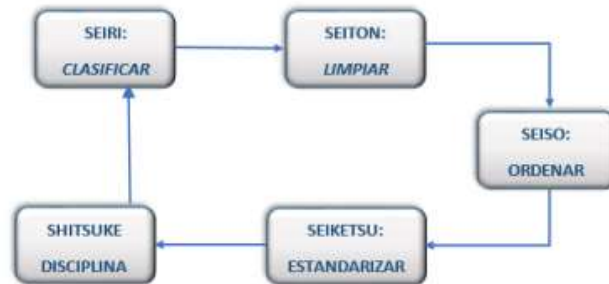 SEIRI:
CLASIFICAR
SEITON:
LIMPIAR
SEISO:
ORDENAR
SEIKETSU:
ESTANDARIZAR
SHITSUKE
DISCIPLINA